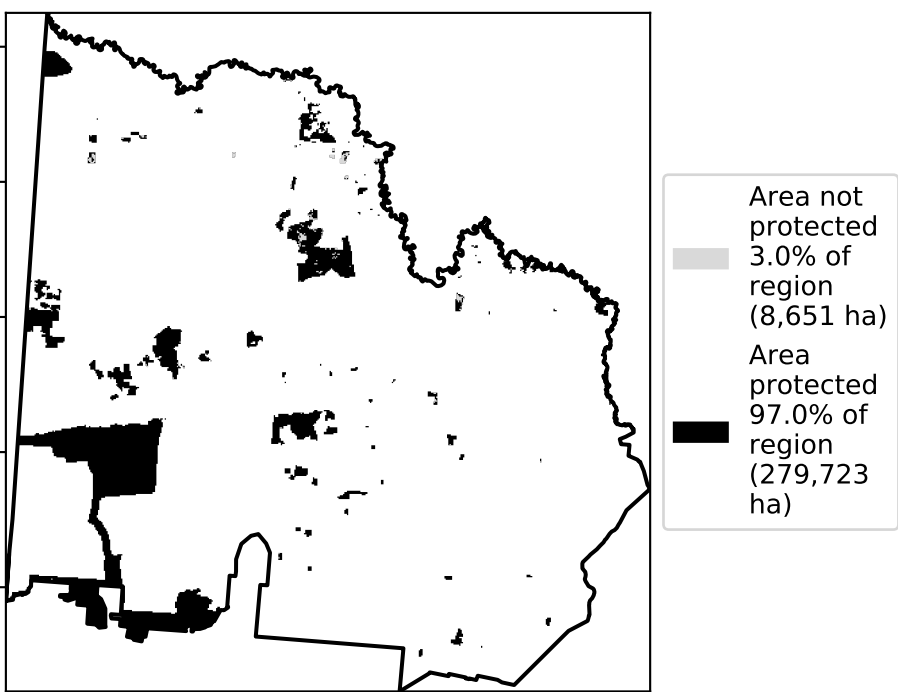 Area not
protected
3.0% of
region
(8,651 ha)
Area
protected
97.0% of
region
(279,723
ha)